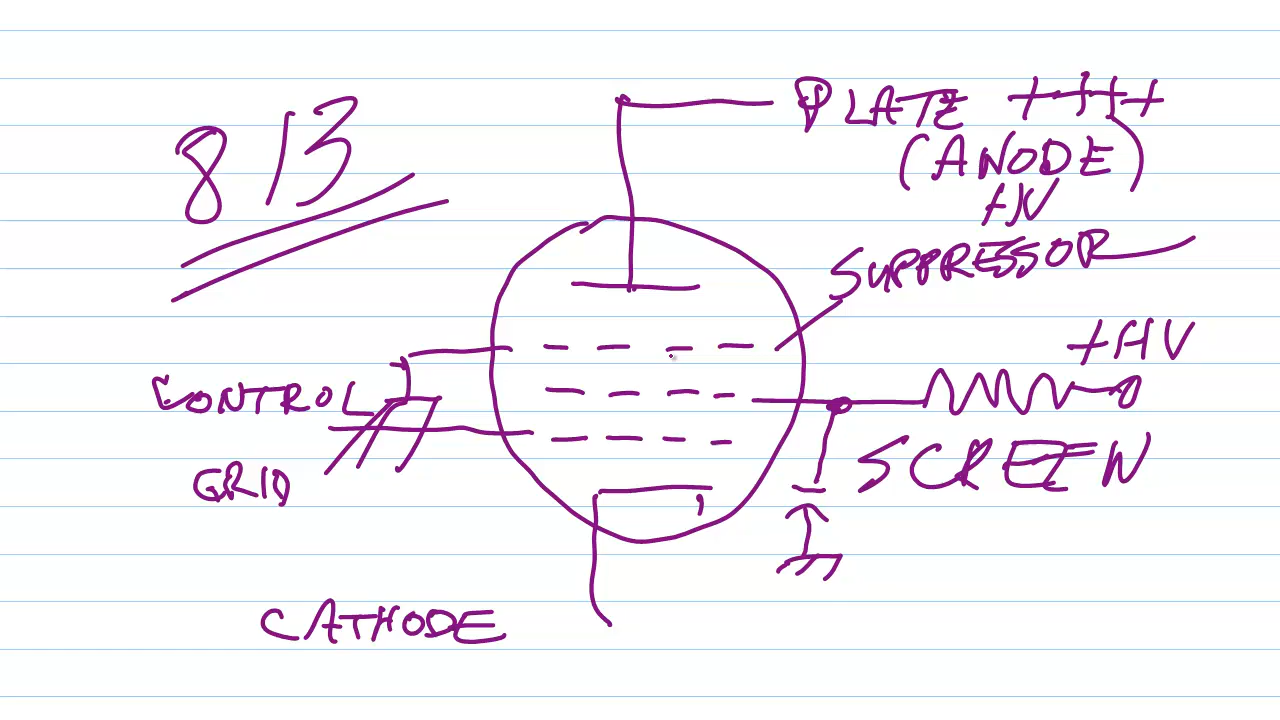 813
PLATE ++++
(ANODE)
+HV
SUPPRESSOR
+HV
CONTROL
GRID
SCREEN
CATHODE